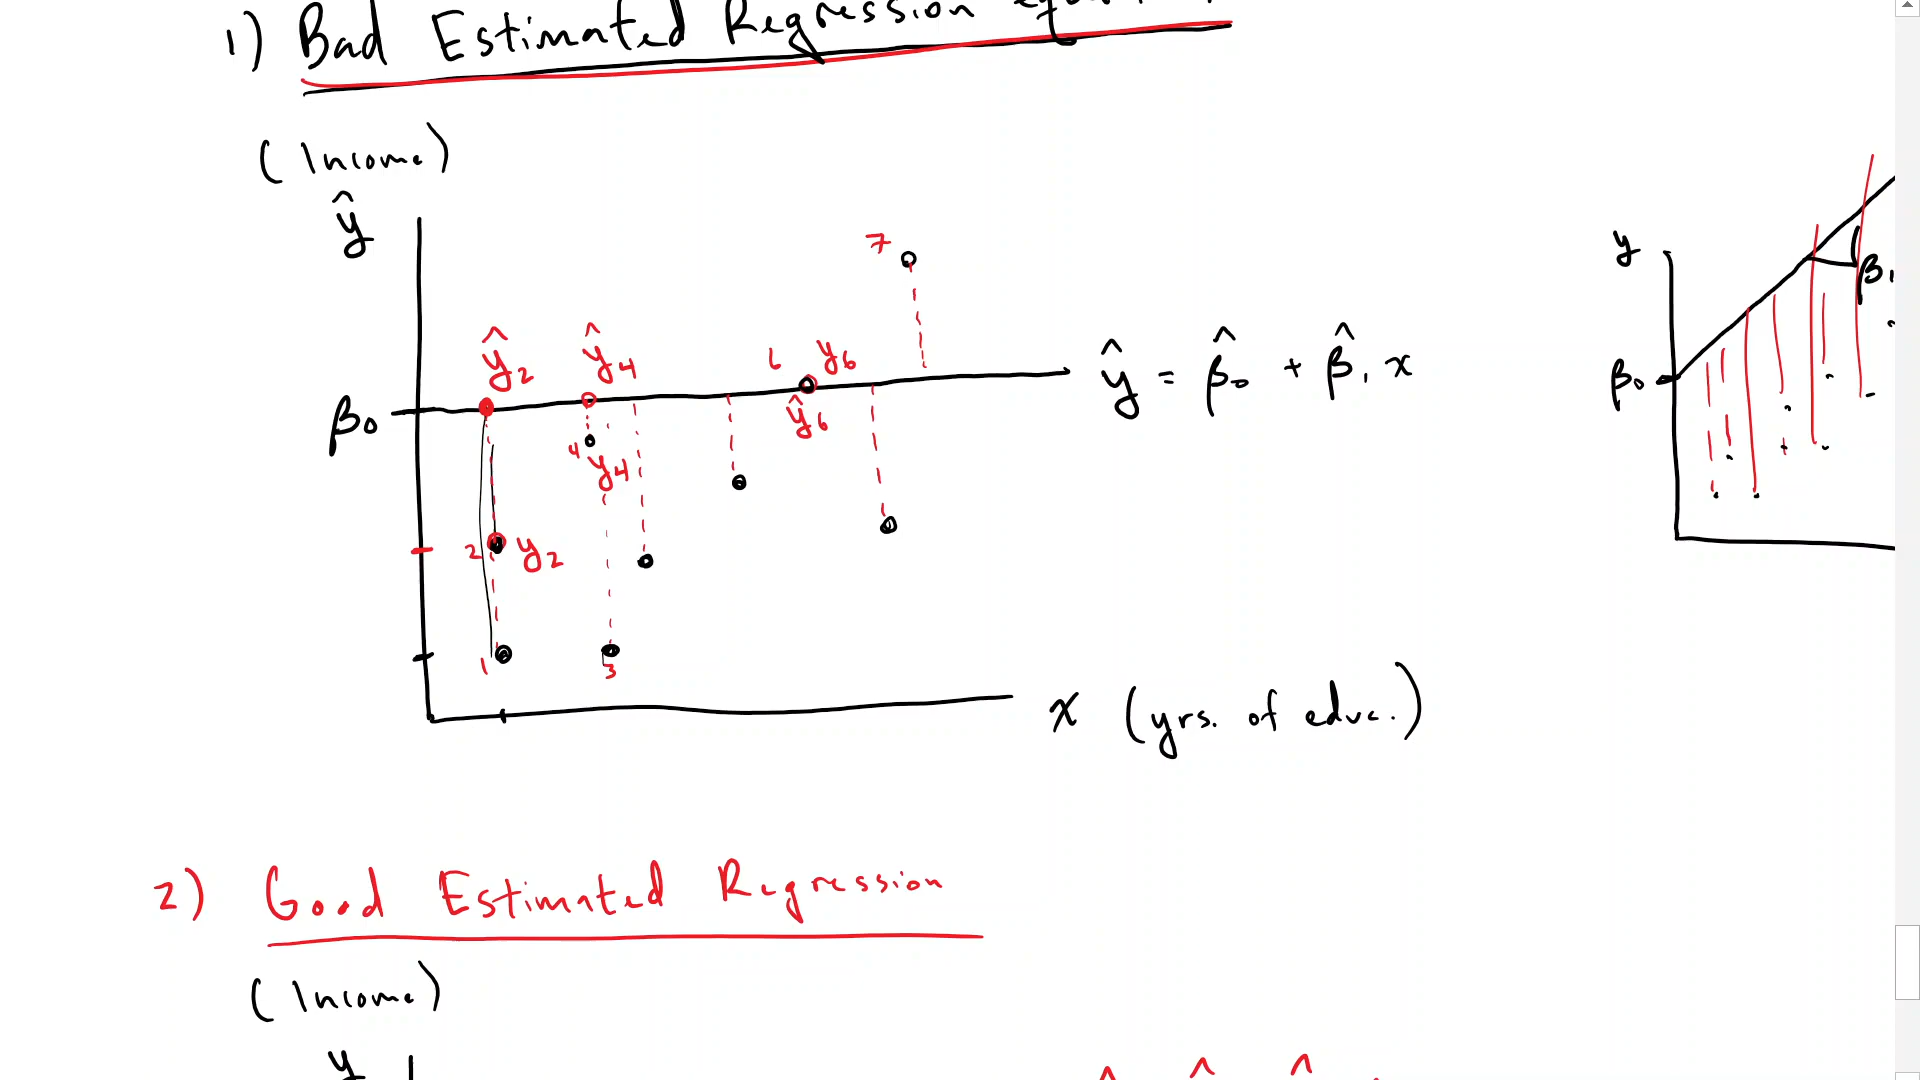 1) Bad Estimated Regression
(Income)
ŷ
7
ŷ2 ŷ4 6 y6
β0 ŷ6 ŷ = β̂0 + β̂1 x
4 y4
2 y2
1 3
x (yrs. of educ.)
y
β1
β0
2) Good Estimated Regression
(Income)
y